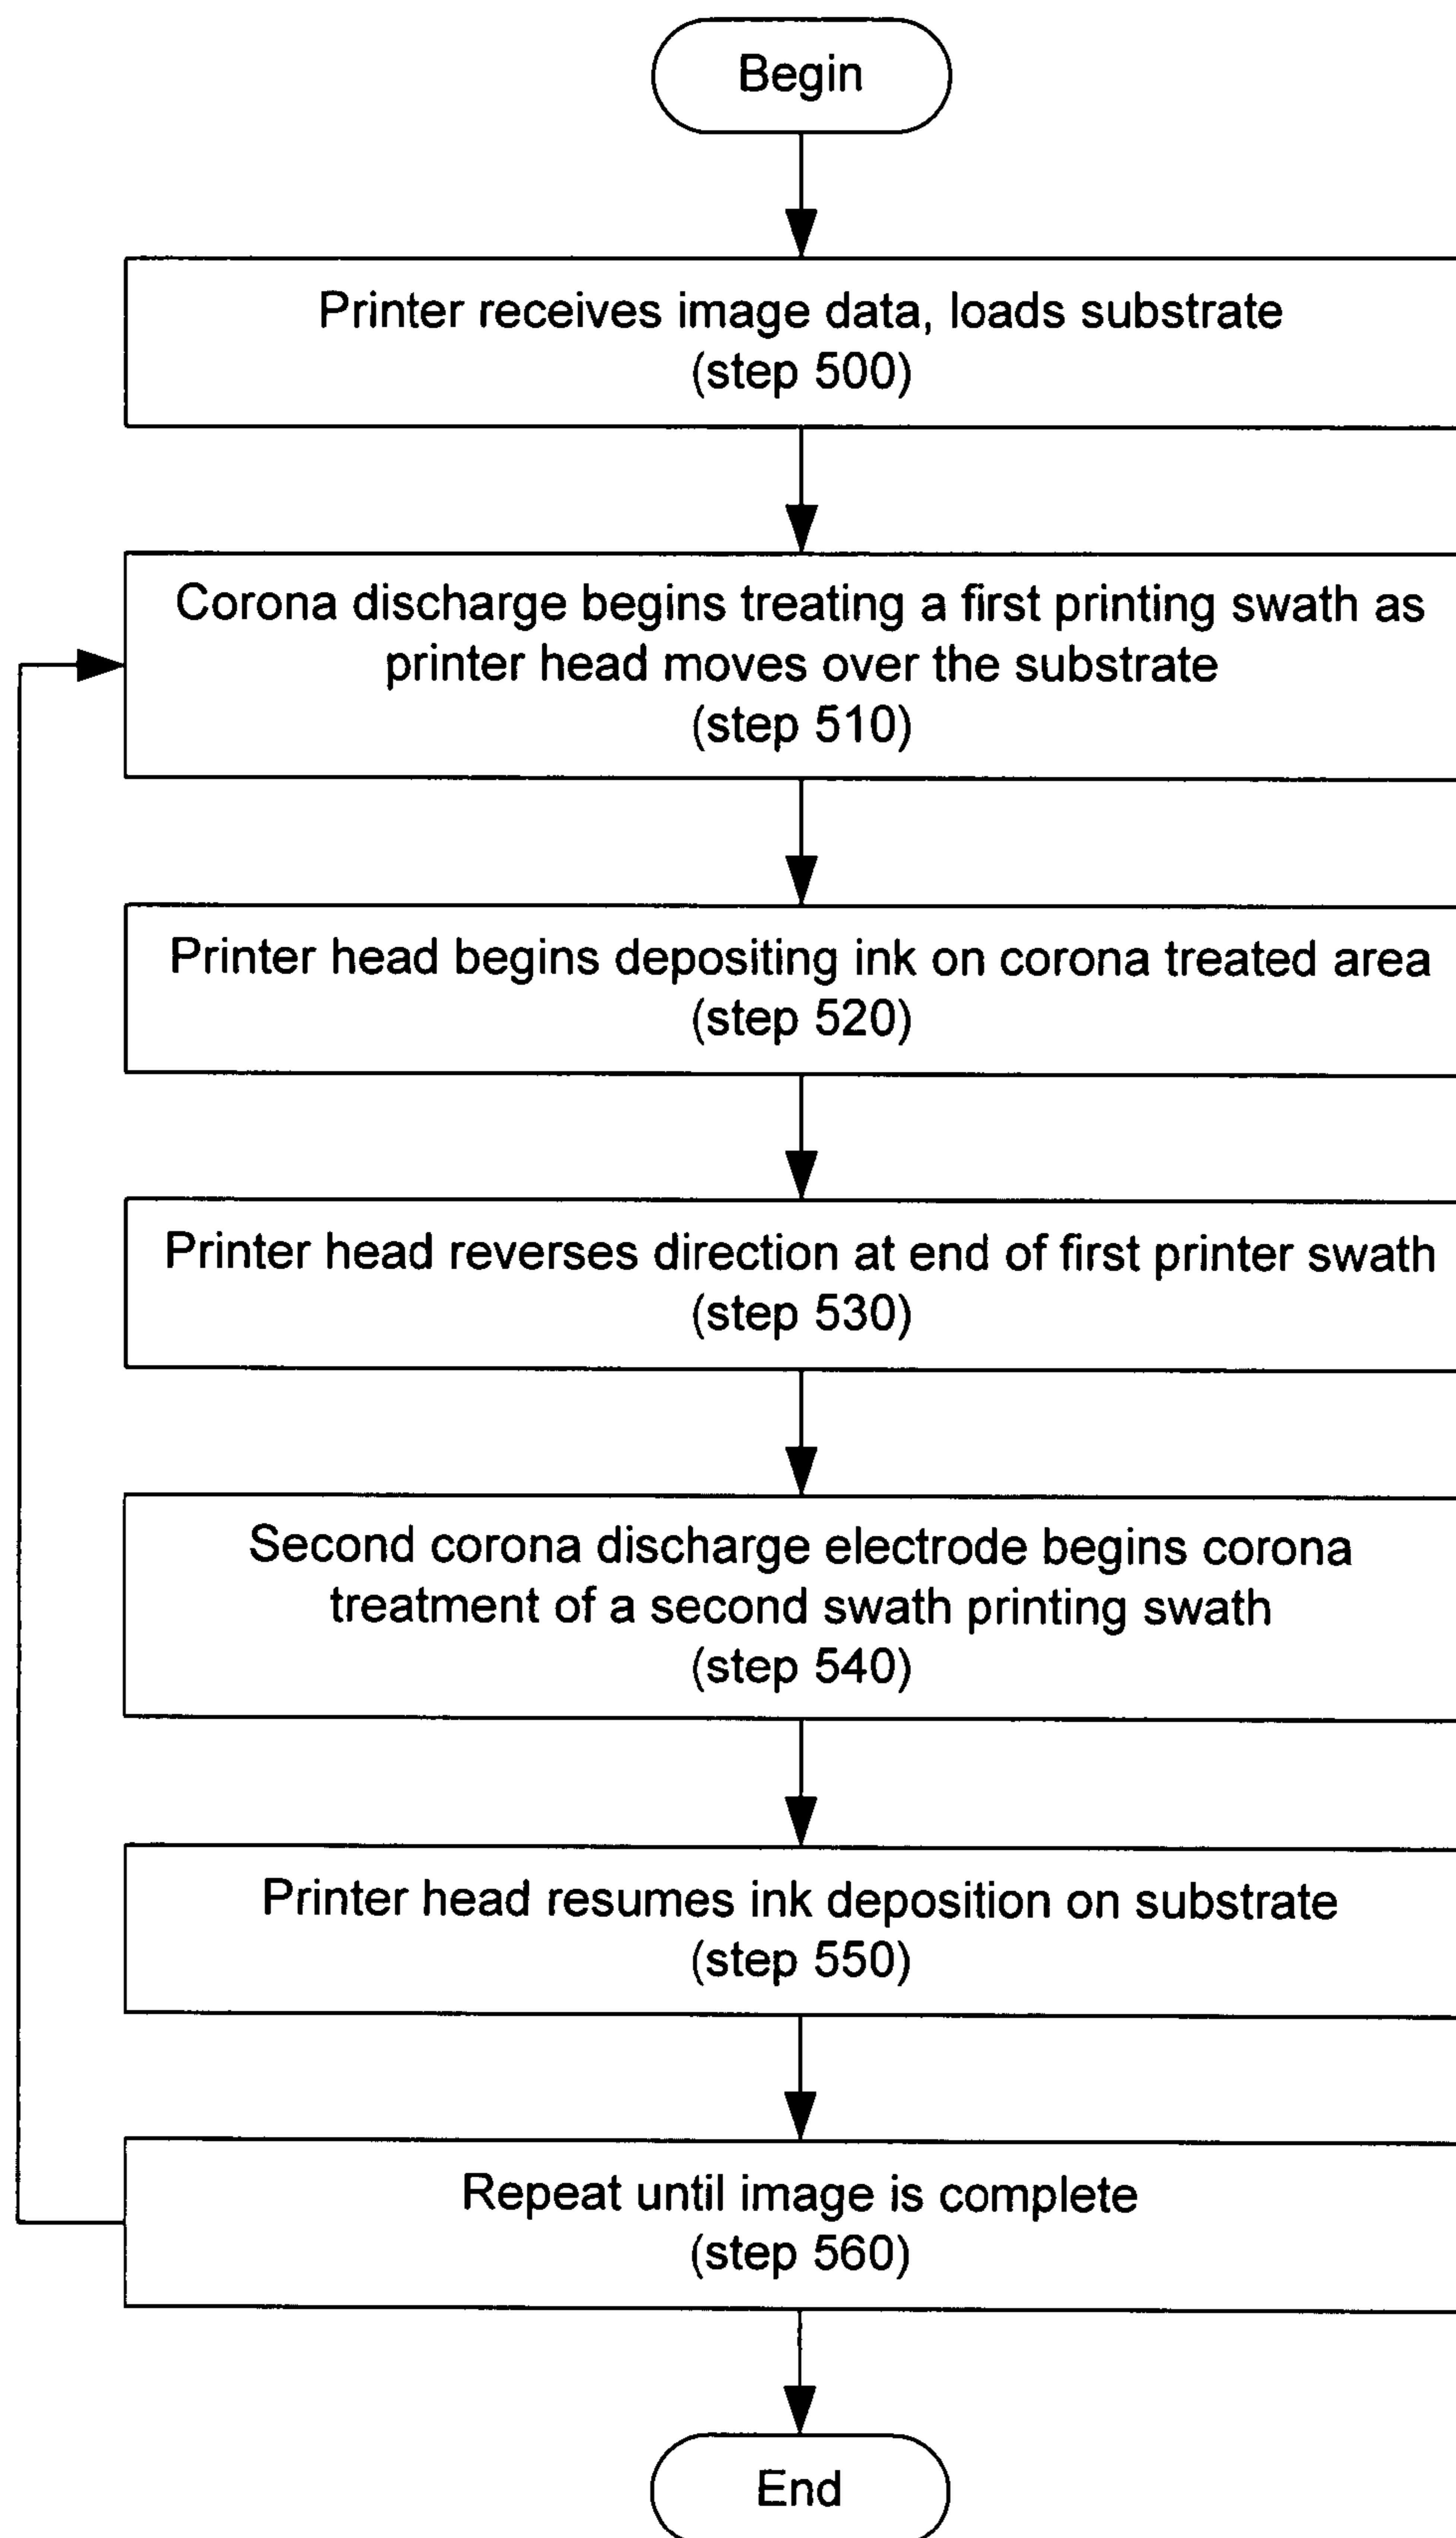 Begin
Printer receives image data, loads substrate
(step 500)
Corona discharge begins treating a first printing swath as
printer head moves over the substrate
(step 510)
Printer head begins depositing ink on corona treated area
(step 520)
Printer head reverses direction at end of first printer swath
(step 530)
Second corona discharge electrode begins corona
treatment of a second swath printing swath
(step 540)
Printer head resumes ink deposition on substrate
(step 550)
Repeat until image is complete
(step 560)
End